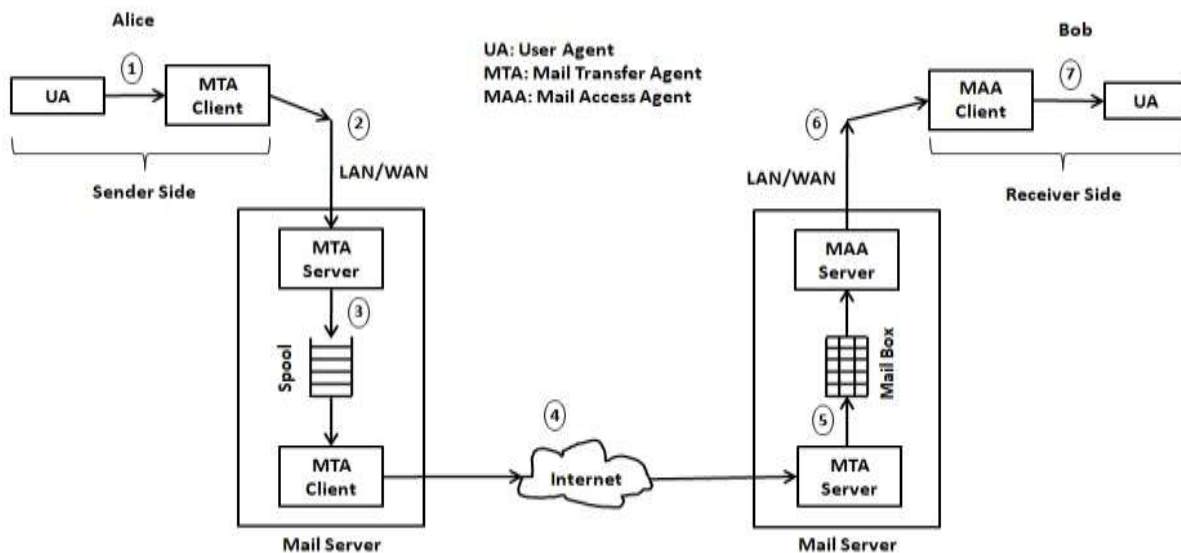 Alice
Bob
UA: User Agent
MTA: Mail Transfer Agent
MAA: Mail Access Agent
1
UA
MTA
Client
2
LAN/WAN
Sender Side
6
LAN/WAN
MAA
Client
7
UA
Receiver Side
MTA
Server
3
Spool
MTA
Client
Mail Server
4
Internet
MAA
Server
Mail Box
5
MTA
Server
Mail Server